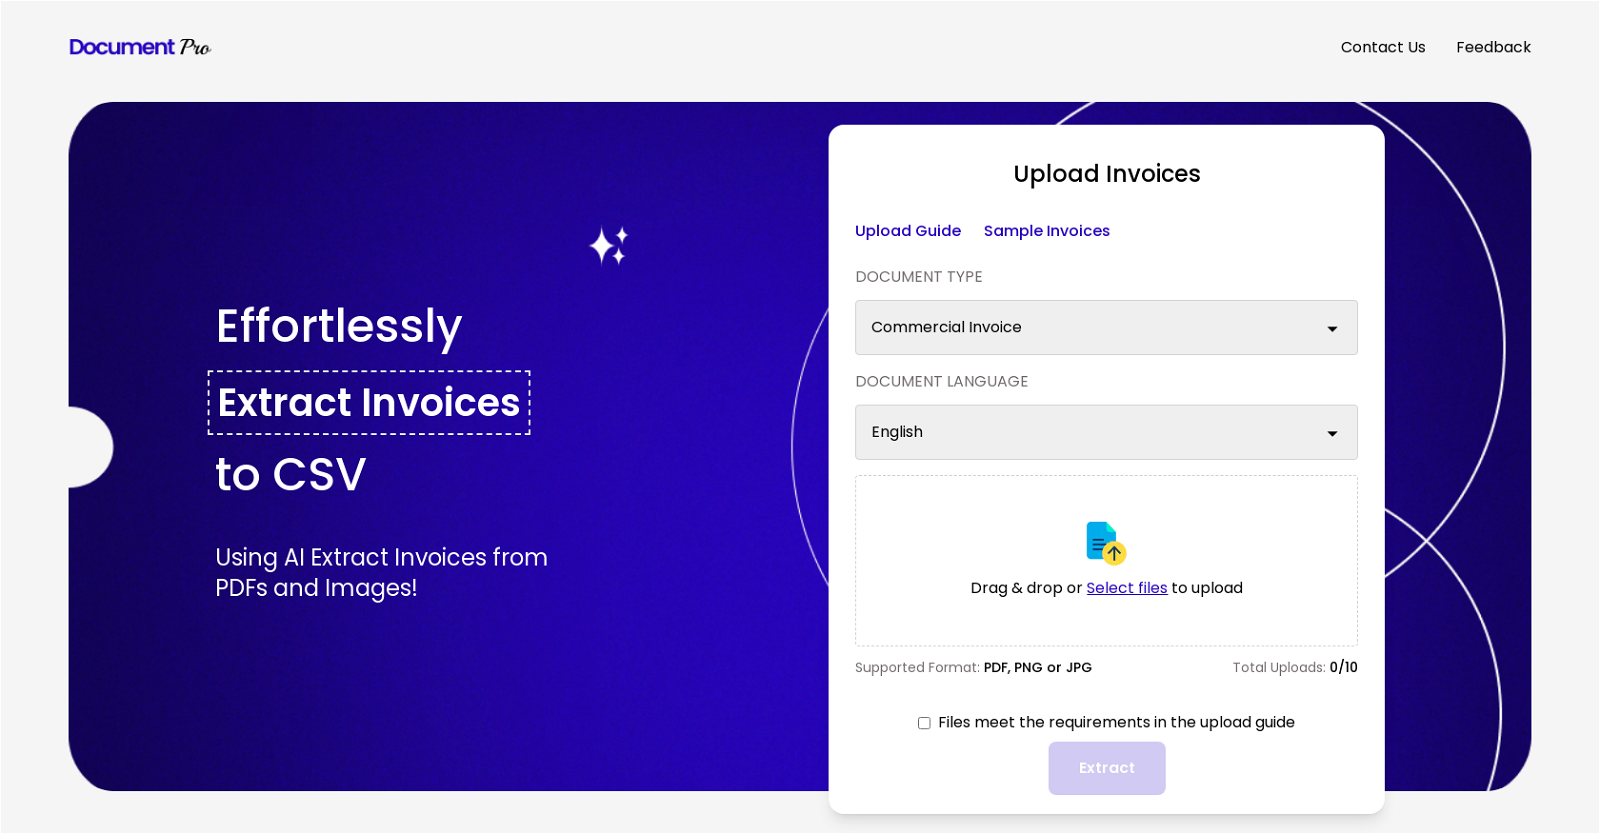 Document Pro
Contact Us
Feedback
Effortlessly
Extract Invoices
to CSV
Using AI Extract Invoices from
PDFs and Images!
Upload Invoices
Upload Guide
Sample Invoices
DOCUMENT TYPE
Commercial Invoice
DOCUMENT LANGUAGE
English
Drag & drop or Select files to upload
Supported Format: PDF, PNG or JPG
Total Uploads: 0/10
Files meet the requirements in the upload guide
Extract